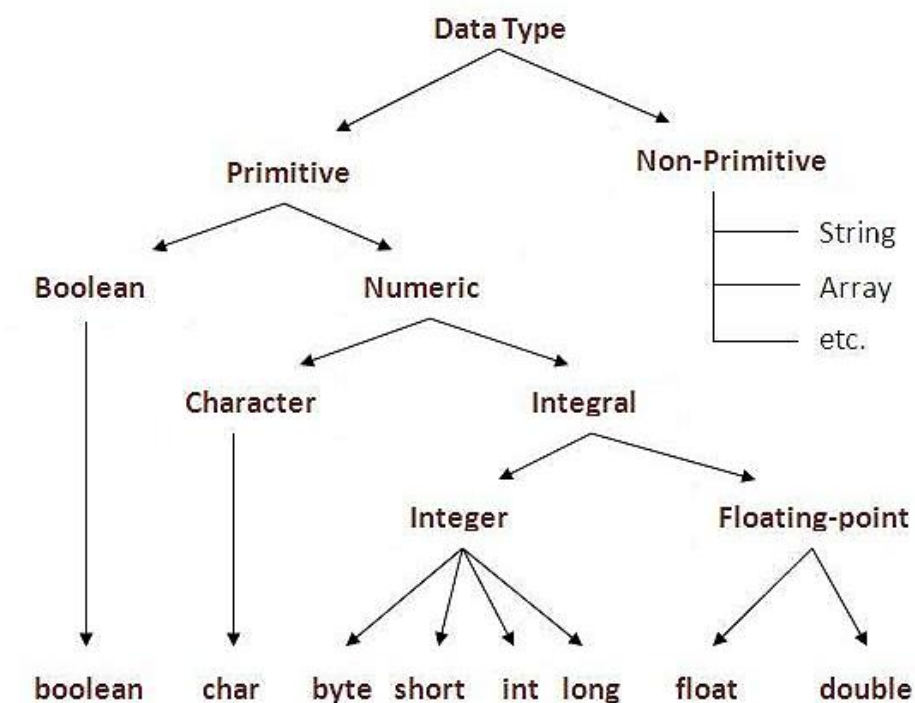 Data Type
Primitive
Non-Primitive
String
Array
etc.
Boolean
Numeric
Character
Integral
Integer
Floating-point
boolean char byte short int long float double